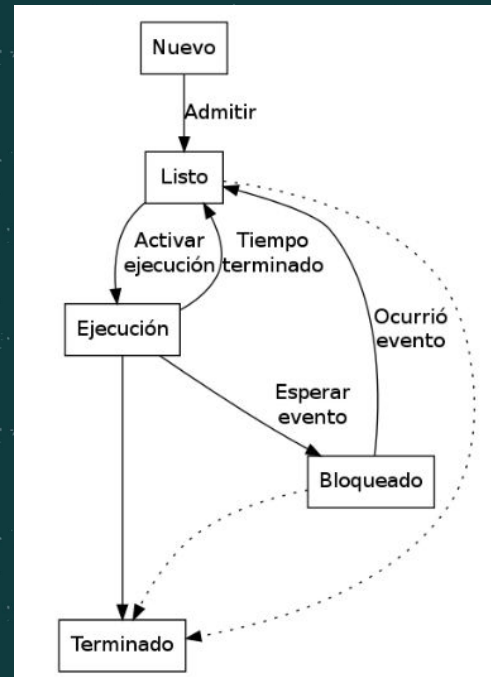 Nuevo
Admitir
Listo
Activar
ejecución
Tiempo
terminado
Ejecución
Ocurrió
evento
Esperar
evento
Bloqueado
Terminado